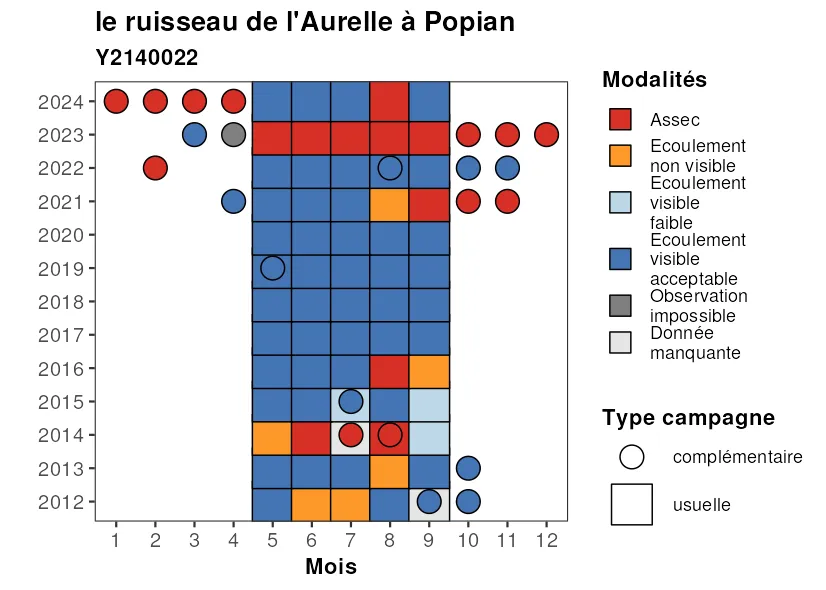 le ruisseau de l'Aurelle à Popian
Y2140022
2024
2023
2022
2021
2020
2019
2018
2017
2016
2015
2014
2013
2012
1 2 3 4 5 6 7 8 9 10 11 12
Mois
Modalités
Assec
Ecoulement
non visible
Ecoulement
visible
faible
Ecoulement
visible
acceptable
Observation
impossible
Donnée
manquante
Type campagne
complémentaire
usuelle